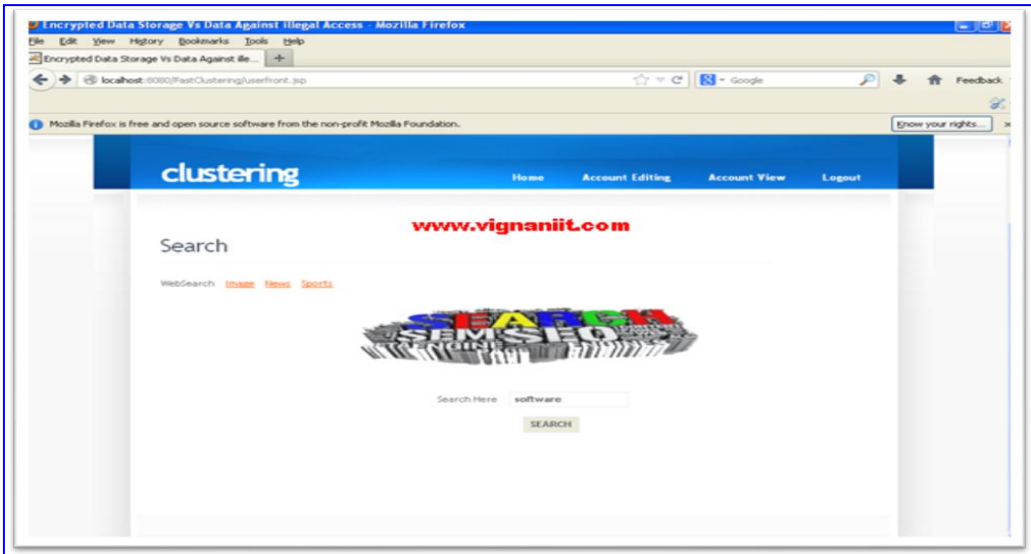 Encrypted Data Storage Vs Data Against Illegal Access - Mozilla Firefox
File Edit View History Bookmarks Tools Help
Encrypted Data Storage Vs Data Against ille...
localhost:8080/FastClustering/userfront.jsp Google Feedback
Mozilla Firefox is free and open source software from the non-profit Mozilla Foundation. Know your rights...
clustering Home Account Editing Account View Logout
www.vignaniit.com
Search
WebSearch Image News Sports
SEARCH
SEM SEO
ENGINE
Search Here software
SEARCH